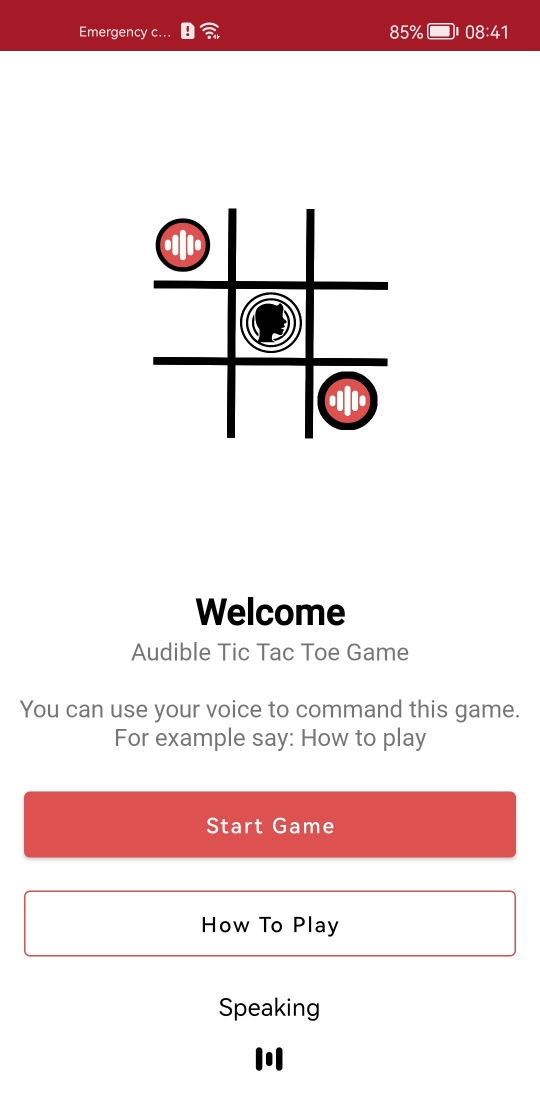 Emergency c... 85% 08:41
Welcome
Audible Tic Tac Toe Game
You can use your voice to command this game.
For example say: How to play
Start Game
How To Play
Speaking